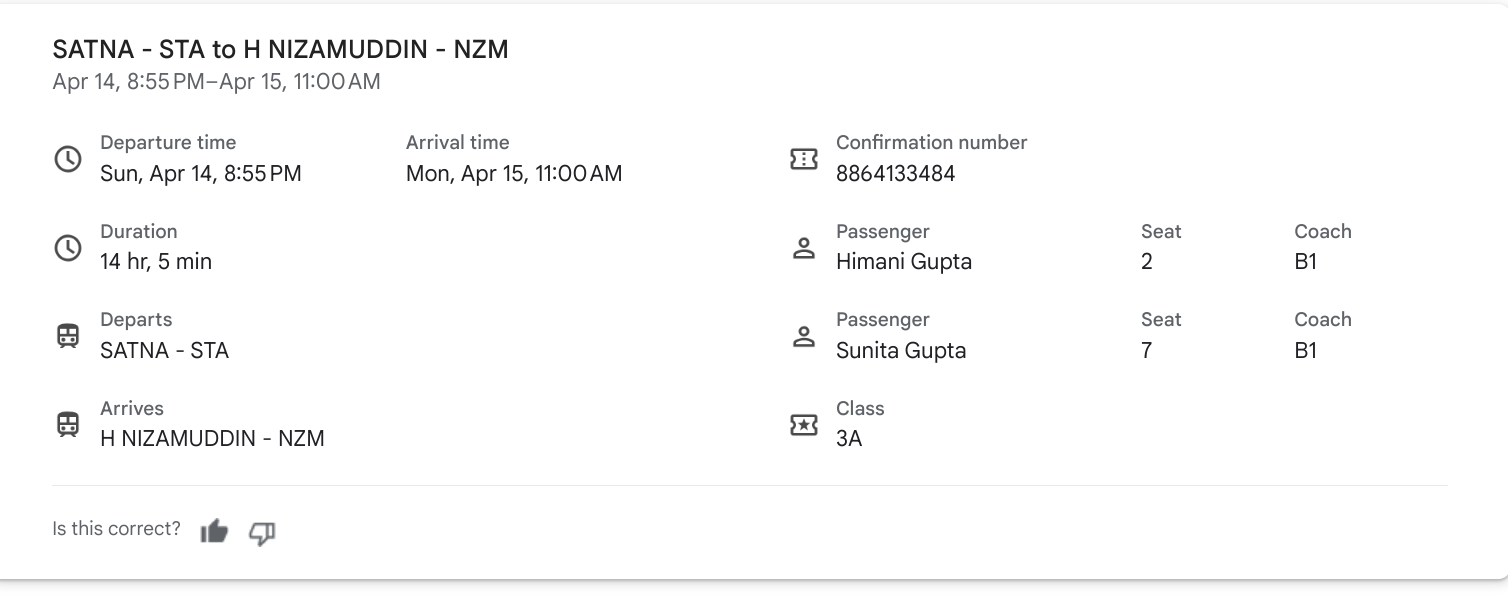 SATNA - STA to H NIZAMUDDIN - NZM
Apr 14, 8:55 PM–Apr 15, 11:00 AM
Departure time
Sun, Apr 14, 8:55 PM
Arrival time
Mon, Apr 15, 11:00 AM
Duration
14 hr, 5 min
Departs
SATNA - STA
Arrives
H NIZAMUDDIN - NZM
Confirmation number
8864133484
Passenger Seat Coach
Himani Gupta 2 B1
Passenger Seat Coach
Sunita Gupta 7 B1
Class
3A
Is this correct?